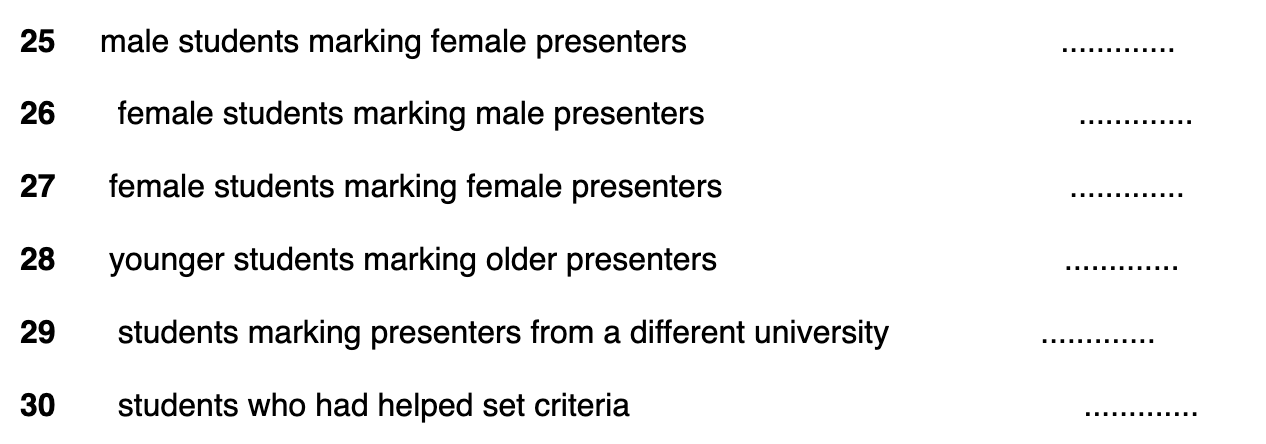 25 male students marking female presenters .............
26 female students marking male presenters .............
27 female students marking female presenters .............
28 younger students marking older presenters .............
29 students marking presenters from a different university .............
30 students who had helped set criteria .............